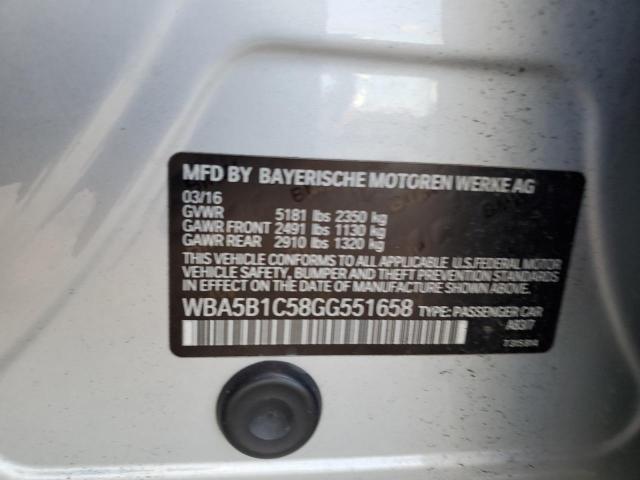 MFD BY BAYERISCHE MOTOREN WERKE AG
03/16
GVWR 5181 lbs 2350 kg
GAWR FRONT 2491 lbs 1130 kg
GAWR REAR 2910 lbs 1320 kg
THIS VEHICLE CONFORMS TO ALL APPLICABLE U.S. FEDERAL MOTOR
VEHICLE SAFETY, BUMPER AND THEFT PREVENTION STANDARDS
IN EFFECT ON THE DATE OF MANUFACTURE SHOWN ABOVE.
WBA5B1C58GG551658 TYPE: PASSENGER CAR